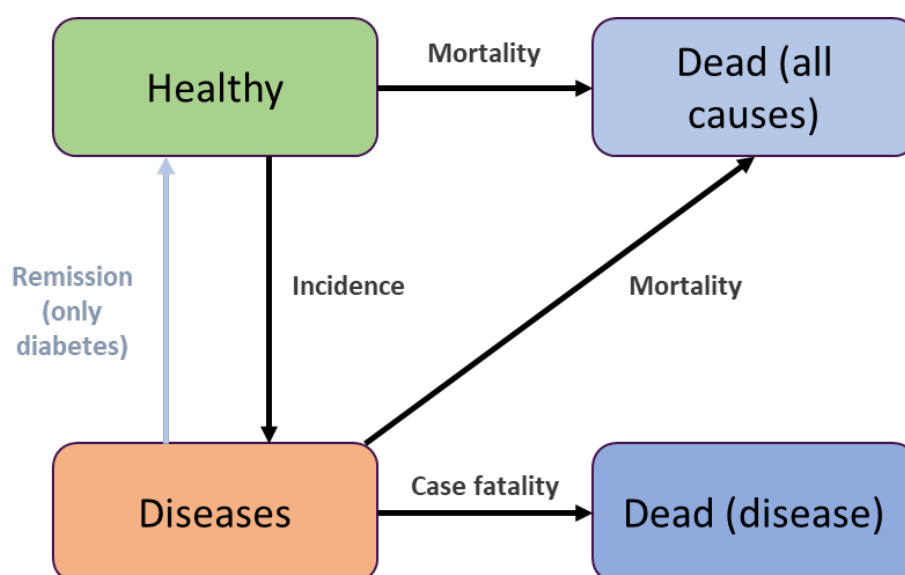 Healthy
Mortality
Dead (all
causes)
Remission
(only
diabetes)
Incidence
Mortality
Diseases
Case fatality
Dead (disease)